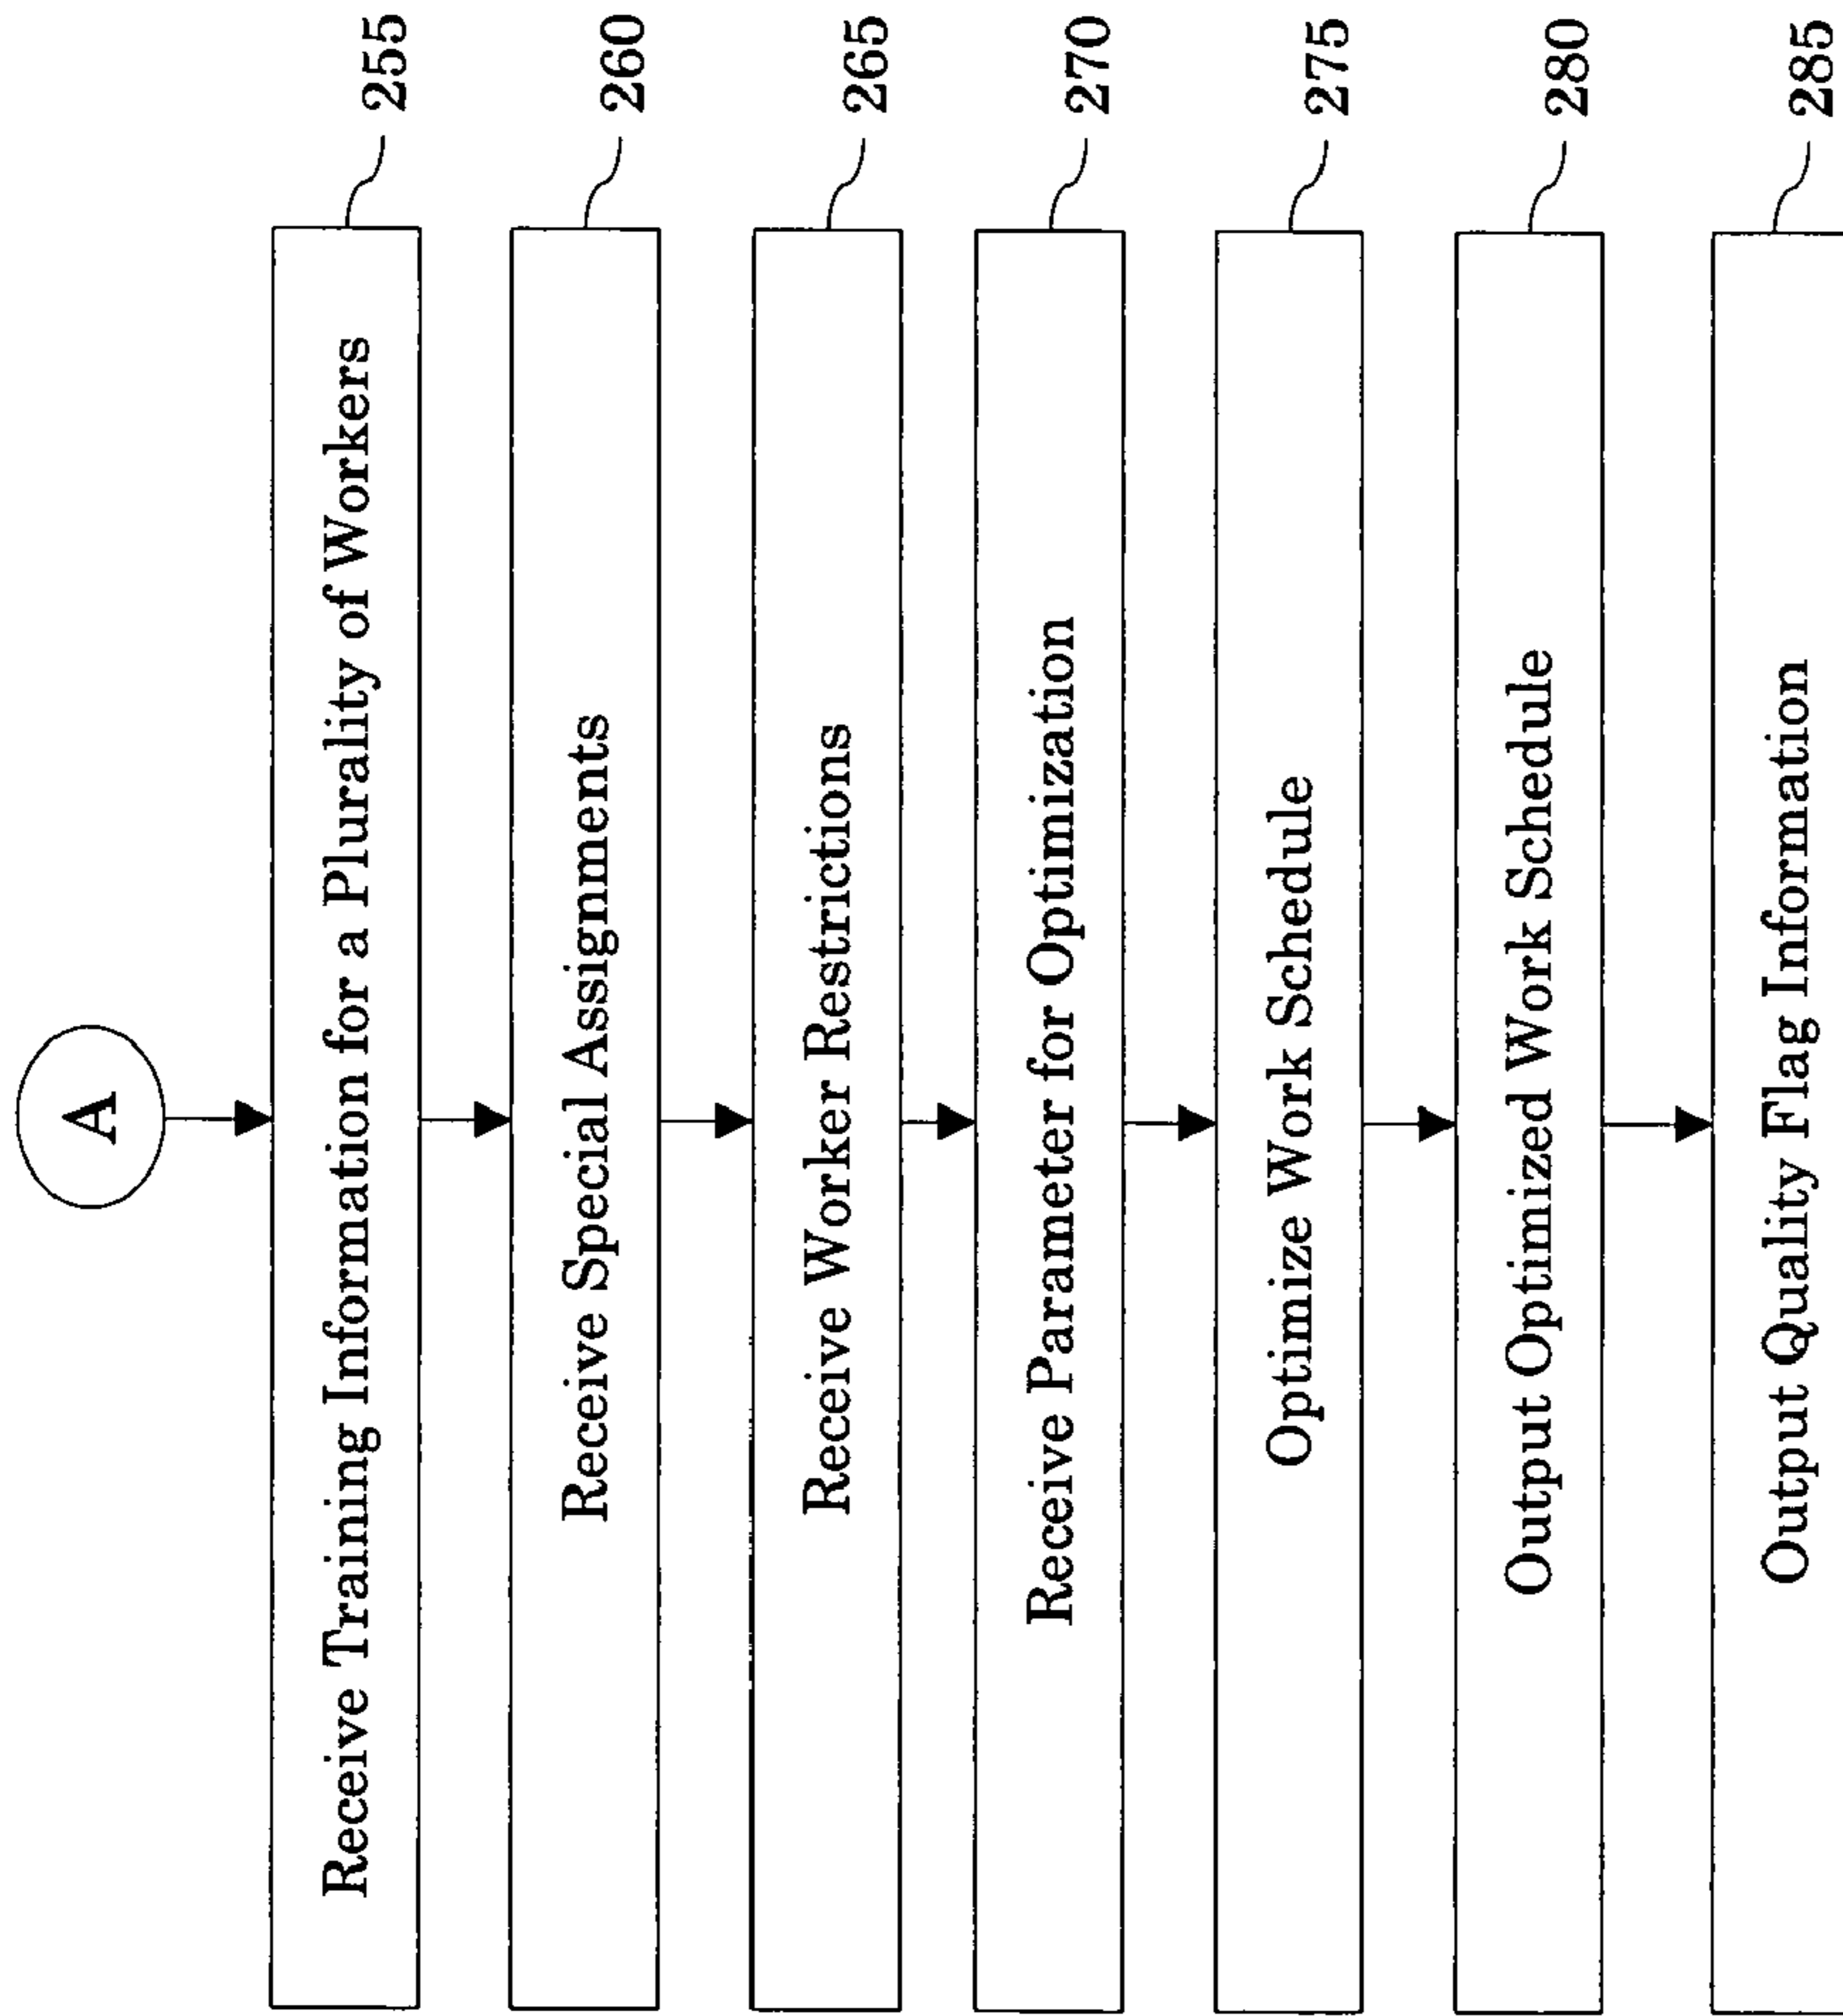 A
Receive Training Information for a Plurality of Workers
255
Receive Special Assignments
260
Receive Worker Restrictions
265
Receive Parameter for Optimization
270
Optimize Work Schedule
275
Output Optimized Work Schedule
280
Output Quality Flag Information
285